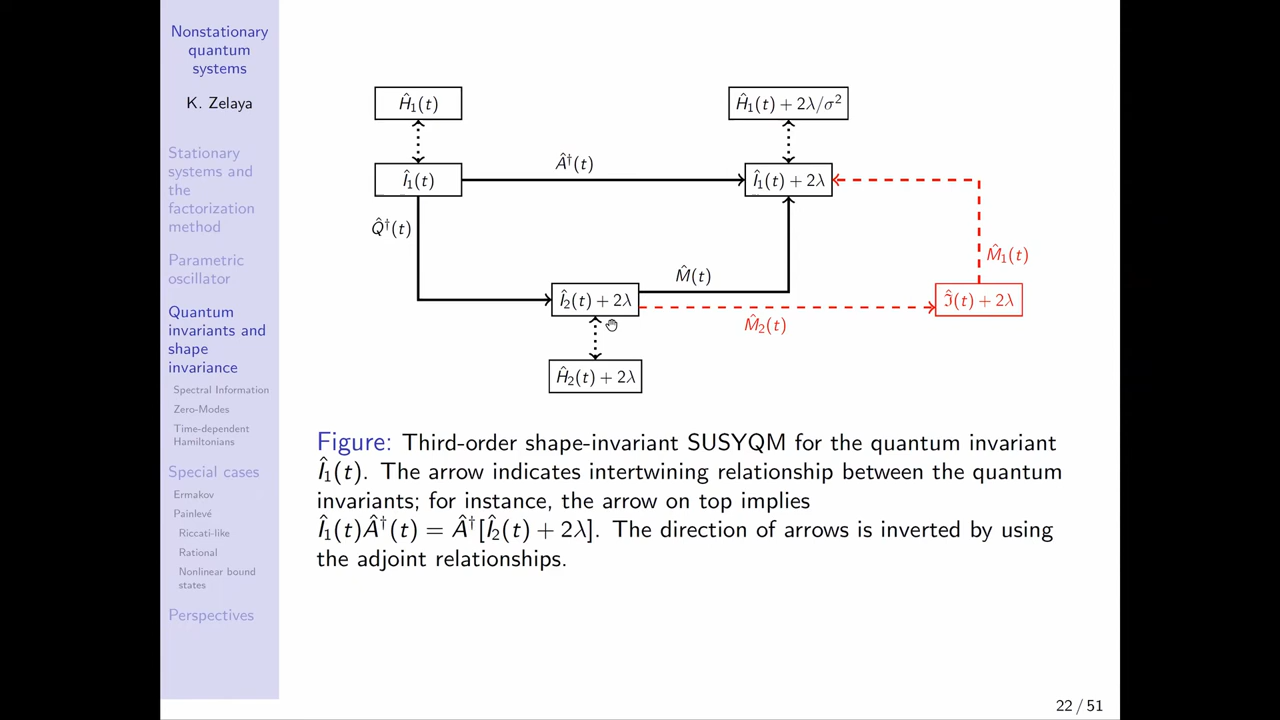 Nonstationary
quantum
systems
K. Zelaya
Stationary
systems and
the
factorization
method
Parametric
oscillator
Quantum
invariants and
shape
invariance
Spectral Information
Zero-Modes
Time-dependent
Hamiltonians
Special cases
Ermakov
Painlevé
Riccati-like
Rational
Nonlinear bound
states
Perspectives
Ĥ₁(t)
Ĥ₁(t) + 2λ/σ²
Â†(t)
Î₁(t)
Î₁(t) + 2λ
Q̂†(t)
M̂₁(t)
M̂(t)
Î₂(t) + 2λ
ℑ̂(t) + 2λ
M̂₂(t)
Ĥ₂(t) + 2λ
Figure: Third-order shape-invariant SUSYQM for the quantum invariant
Î₁(t). The arrow indicates intertwining relationship between the quantum
invariants; for instance, the arrow on top implies
Î₁(t)Â†(t) = Â†[Î₂(t) + 2λ]. The direction of arrows is inverted by using
the adjoint relationships.
22 / 51